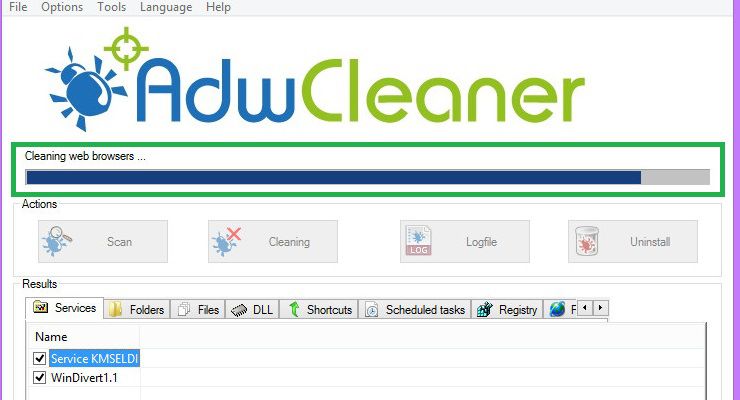 File Options Tools Language Help
AdwCleaner
Cleaning web browsers ...
Actions
Scan Cleaning Logfile Uninstall
LOG
Results
Services Folders Files DLL Shortcuts Scheduled tasks Registry
Name
Service KMSELDI
WinDivert1.1